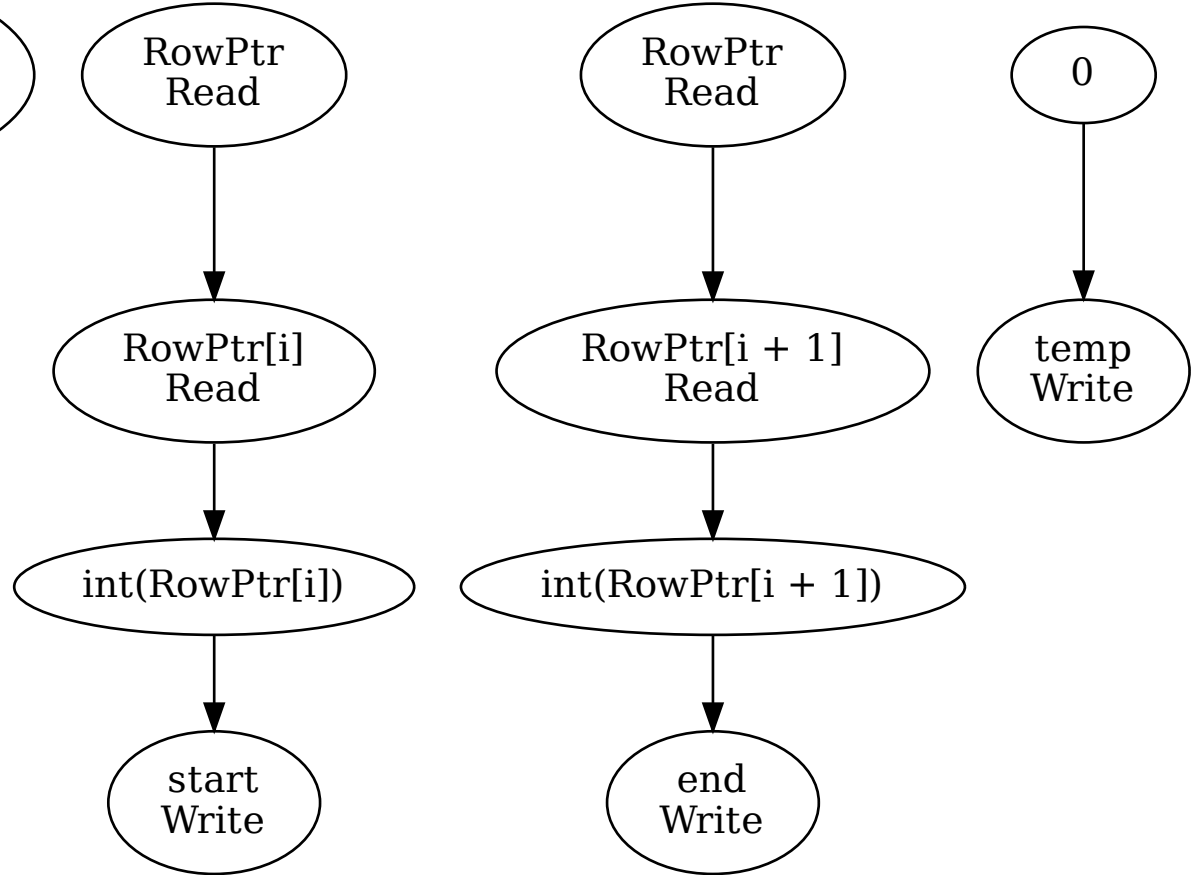 RowPtr
Read
RowPtr
Read
0
RowPtr[i]
Read
RowPtr[i + 1]
Read
temp
Write
int(RowPtr[i])
int(RowPtr[i + 1])
start
Write
end
Write